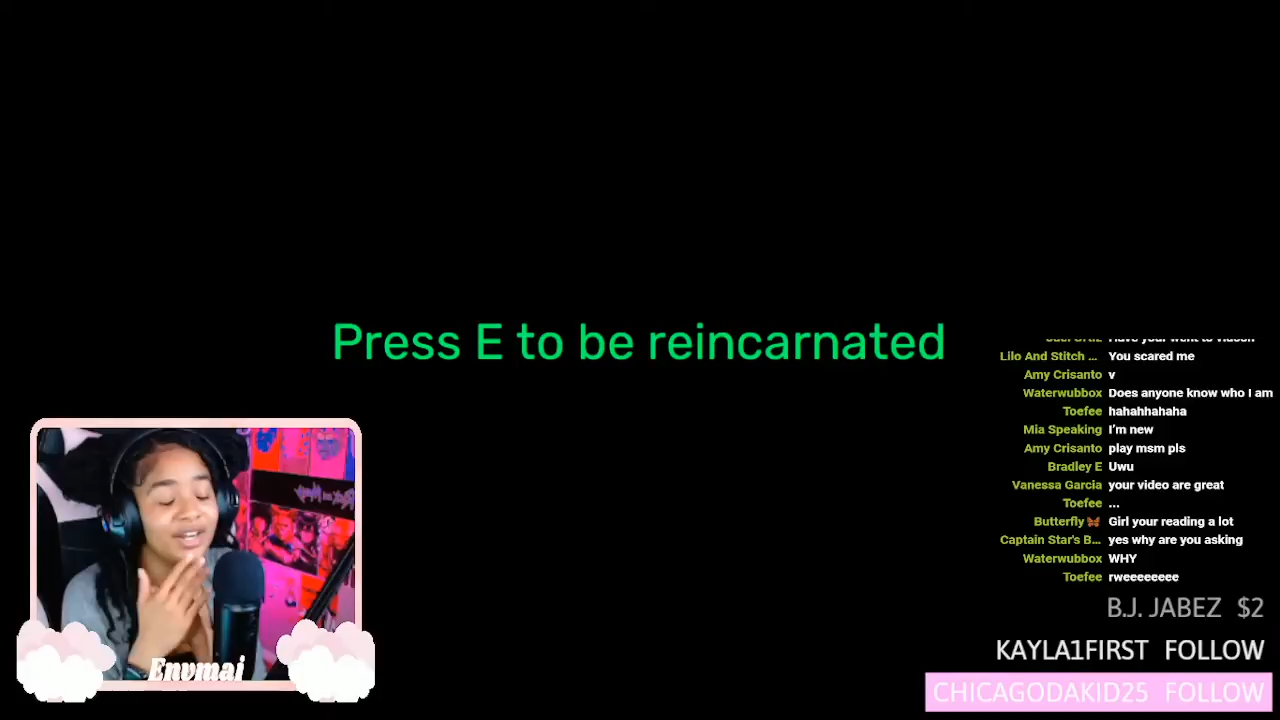 Press E to be reincarnated
Lilo And Stitch ... You scared me
Amy Crisanto v
Waterwubbox Does anyone know who I am
Toefee hahahhahaha
Mia Speaking I'm new
Amy Crisanto play msm pls
Bradley E Uwu
Vanessa Garcia your video are great
Toefee ...
Butterfly🦋 Girl your reading a lot
Captain Star's B... yes why are you asking
Waterwubbox WHY
Toefee rweeeeeeee
B.J. JABEZ $2
KAYLA1FIRST FOLLOW
CHICAGODAKID25 FOLLOW
Envmai